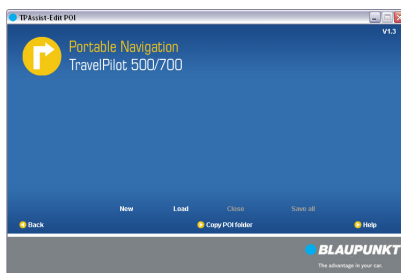 TPAssist-Edit POI
V1.3
Portable Navigation
TravelPilot 500/700
New Load Close Save all
Back Copy POI folder Help
BLAUPUNKT
The advantage in your car.